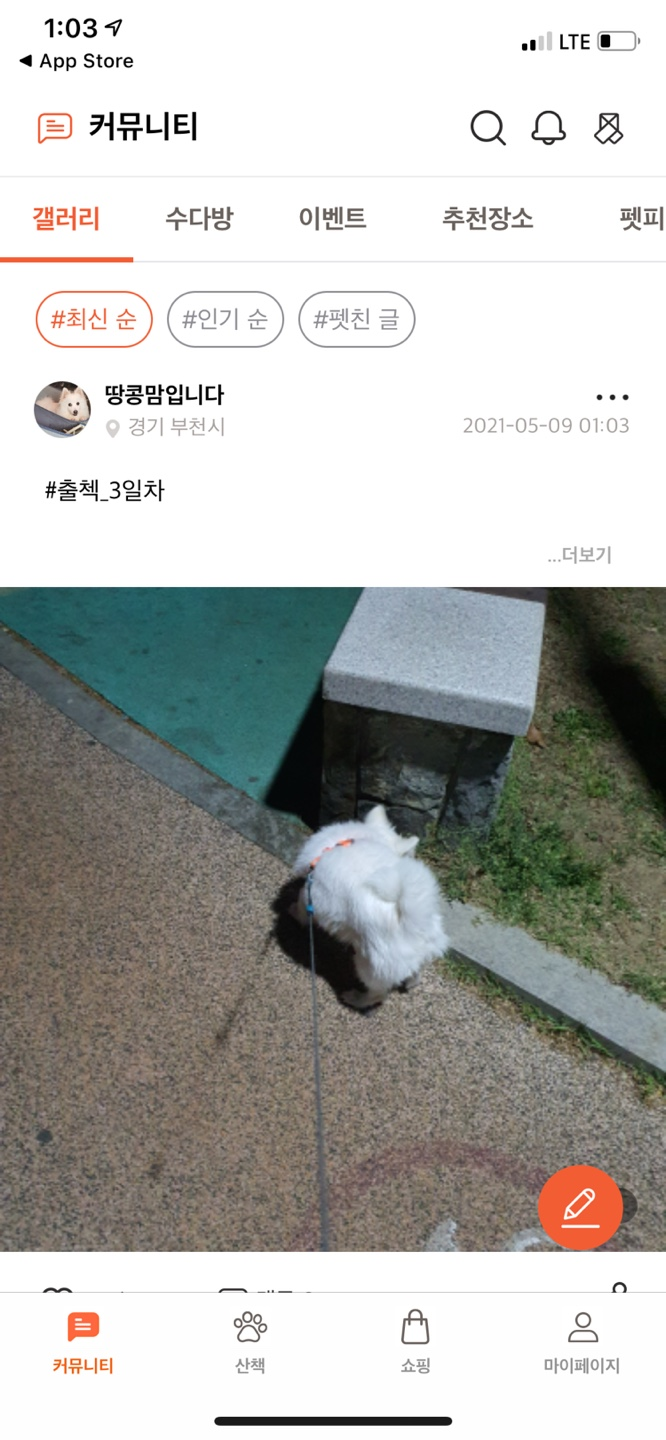 1:03
LTE
◀ App Store
커뮤니티
갤러리 수다방 이벤트 추천장소 펫피
#최신 순 #인기 순 #펫친 글
땅콩맘입니다
경기 부천시 2021-05-09 01:03
#출첵_3일차
...더보기
커뮤니티 산책 쇼핑 마이페이지